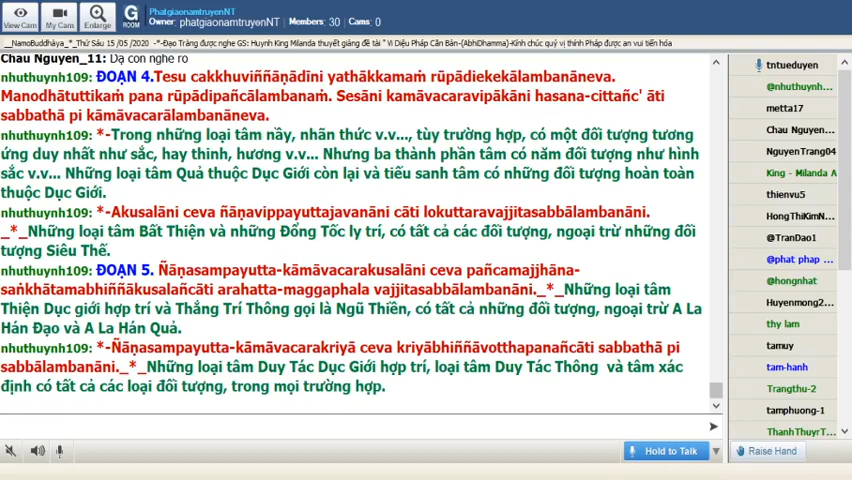 PhatgiaonamtruyenNT
Owner: phatgiaonamtruyenNT Members: 30 Cams: 0
View Cam
My Cam
Enlarge
G
ROOM
__NamoBuddhàya_*_Thứ Sáu 15 /05 /2020 -*-Đạo Tràng được nghe GS: Huynh King Milanda thuyết giảng đề tài " Vi Diệu Pháp Căn Bản-(AbhiDhamma)-Kính chúc quý vị thính Pháp được an vui tiến hóa
Chau Nguyen_11: Dạ con nghe ro
nhuthuynh109: ĐOẠN 4.Tesu cakkhuviññāṇādīni yathākkamaṁ rūpādiekekālambanāneva.
Manodhātuttikaṁ pana rūpādipañcālambanaṁ. Sesāni kamāvacaravipākāni hasana-cittañc' āti
sabbathā pi kāmāvacarālambanāneva.
nhuthuynh109: *-Trong những loại tâm nầy, nhãn thức v.v..., tùy trường hợp, có một đối tượng tương
ứng duy nhất như sắc, hay thinh, hương v.v... Nhưng ba thành phần tâm có năm đối tượng như hình
sắc v.v... Những loại tâm Quả thuộc Dục Giới còn lại và tiếu sanh tâm có những đối tượng hoàn toàn
thuộc Dục Giới.
nhuthuynh109: *-Akusalāni ceva ñāṇavippayuttajavanāni cāti lokuttaravajjitasabbālambanāni.
_*_Những loại tâm Bất Thiện và những Đổng Tốc ly trí, có tất cả các đối tượng, ngoại trừ những đối
tượng Siêu Thế.
nhuthuynh109: ĐOẠN 5. Ñāṇasampayutta-kāmāvacarakusalāni ceva pañcamajjhāna-
saṅkhātamabhiññākusalañcāti arahatta-maggaphala vajjitasabbālambanāni._*_Những loại tâm
Thiện Dục giới hợp trí và Thắng Trí Thông gọi là Ngũ Thiền, có tất cả những đối tượng, ngoại trừ A La
Hán Đạo và A La Hán Quả.
nhuthuynh109: *-Ñāṇasampayutta-kāmāvacarakriyā ceva kriyābhiññāvotthapanañcāti sabbathā pi
sabbālambanāni._*_Những loại tâm Duy Tác Dục Giới hợp trí, loại tâm Duy Tác Thông và tâm xác
định có tất cả các loại đối tượng, trong mọi trường hợp.
tntueduyen
@nhuthuynh...
metta17
Chau Nguyen...
NguyenTrang04
King - Milanda A
thienvu5
HongThiKimN...
@TranDao1
@phat phap ...
@hongnhat
Huyenmong2...
thy lam
tamuy
tam-hanh
Trangthu-2
tamphuong-1
ThanhThuyrT...
Hold to Talk
Raise Hand